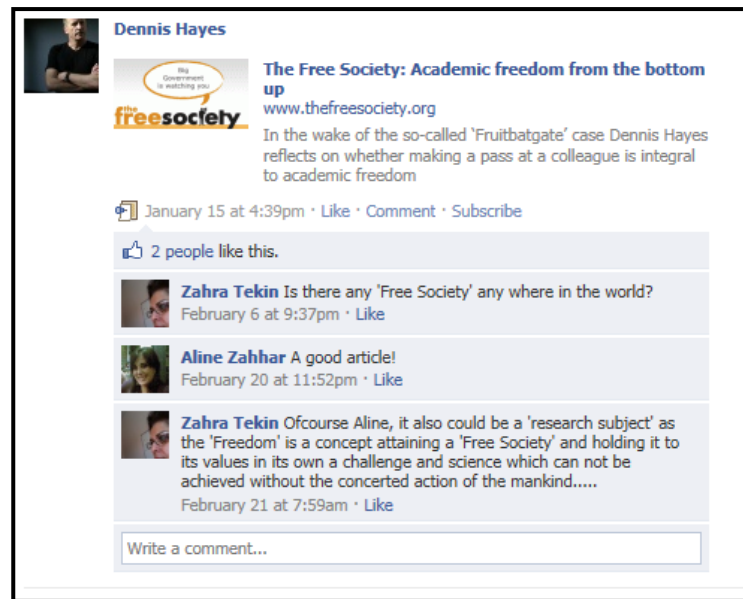 Dennis Hayes
Big
Government
is watching you
the
freesociety
The Free Society: Academic freedom from the bottom
up
www.thefreesociety.org
In the wake of the so-called ‘Fruitbatgate’ case Dennis Hayes
reflects on whether making a pass at a colleague is integral
to academic freedom
January 15 at 4:39pm · Like · Comment · Subscribe
2 people like this.
Zahra Tekin Is there any 'Free Society' any where in the world?
February 6 at 9:37pm · Like
Aline Zahhar A good article!
February 20 at 11:52pm · Like
Zahra Tekin Ofcourse Aline, it also could be a 'research subject' as
the 'Freedom' is a concept attaining a 'Free Society' and holding it to
its values in its own a challenge and science which can not be
achieved without the concerted action of the mankind.....
February 21 at 7:59am · Like
Write a comment...